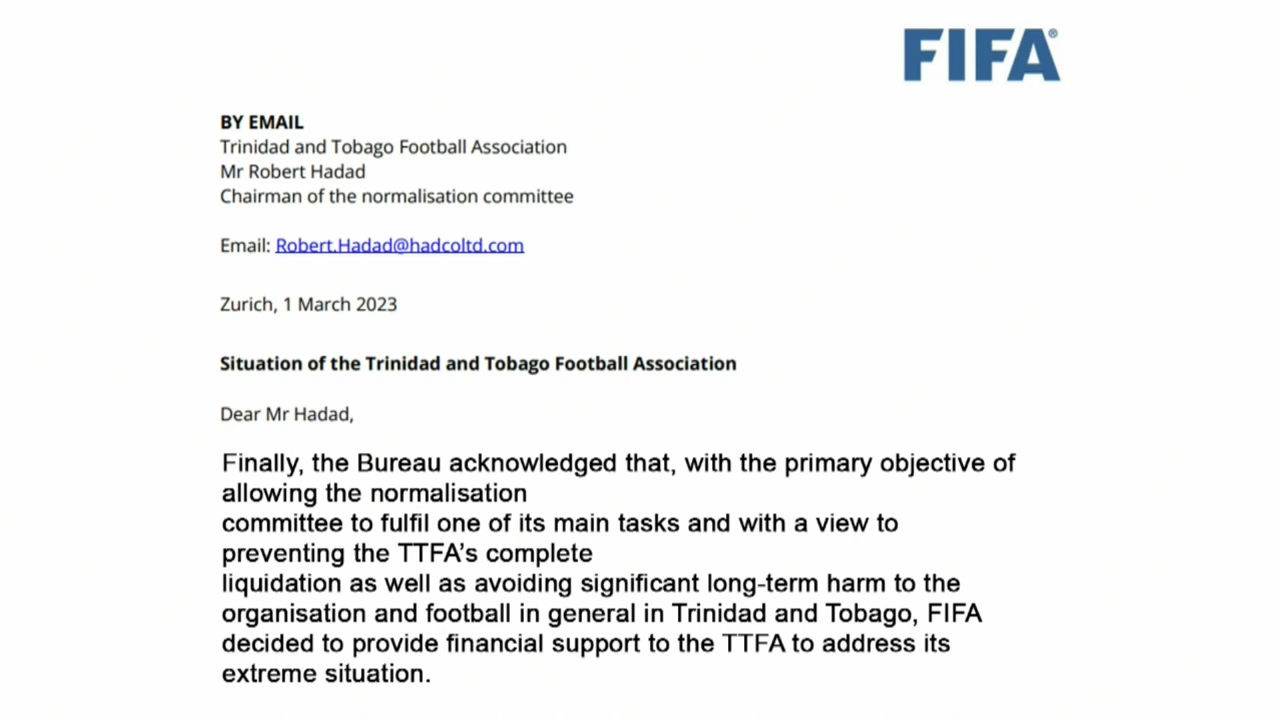 FIFA®
BY EMAIL
Trinidad and Tobago Football Association
Mr Robert Hadad
Chairman of the normalisation committee
Email: Robert.Hadad@hadcoltd.com
Zurich, 1 March 2023
Situation of the Trinidad and Tobago Football Association
Dear Mr Hadad,
Finally, the Bureau acknowledged that, with the primary objective of
allowing the normalisation
committee to fulfil one of its main tasks and with a view to
preventing the TTFA’s complete
liquidation as well as avoiding significant long-term harm to the
organisation and football in general in Trinidad and Tobago, FIFA
decided to provide financial support to the TTFA to address its
extreme situation.